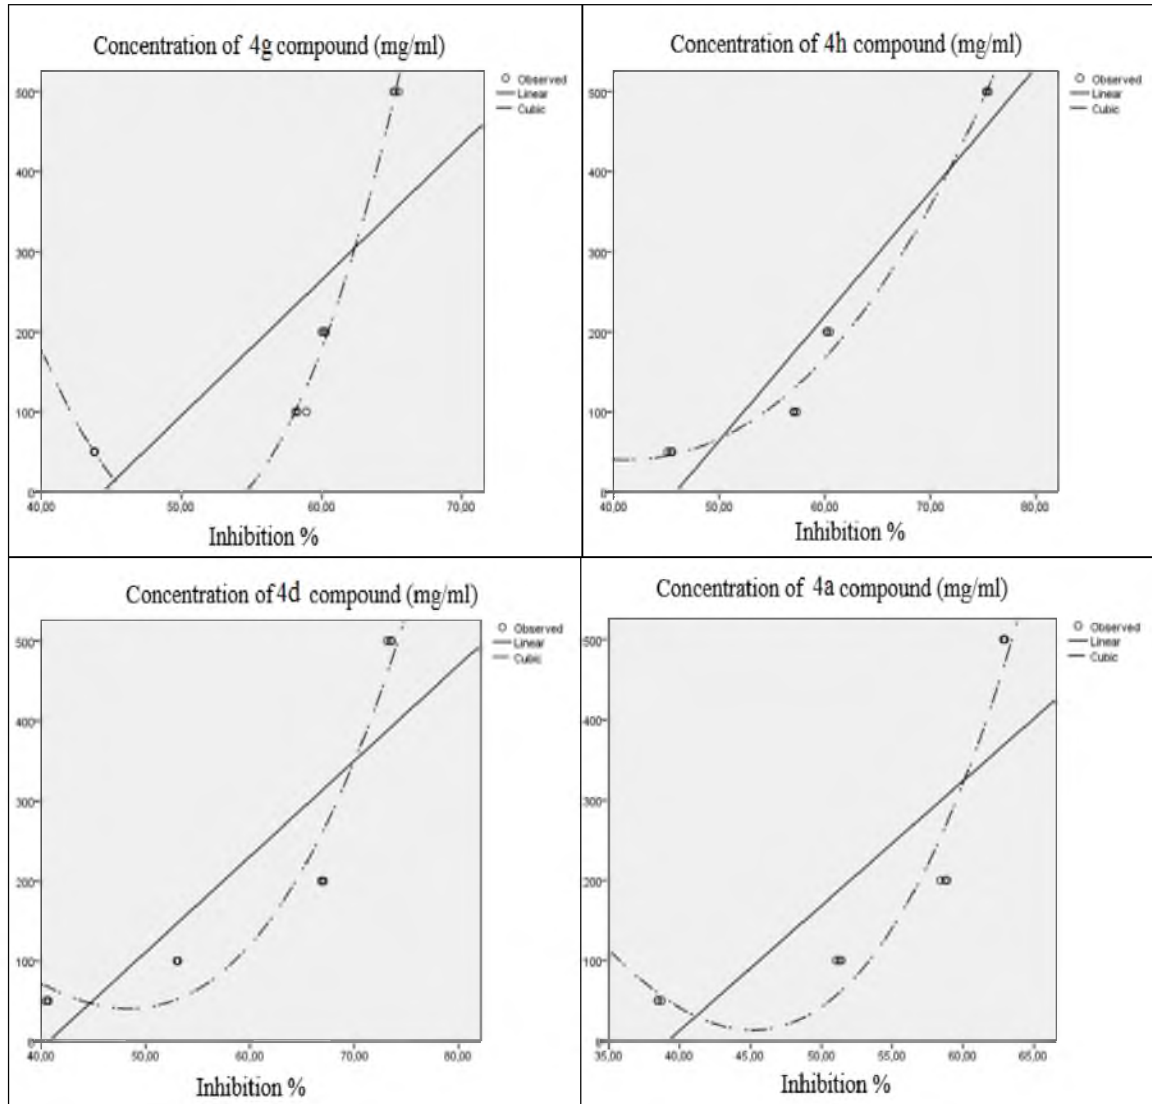 Concentration of 4g compound (mg/ml)
500
400
300
200
100
0
40,00 50,00 60,00 70,00
Inhibition %
Observed
Linear
Cubic
Concentration of 4h compound (mg/ml)
500
400
300
200
100
0
40,00 50,00 60,00 70,00 80,00
Inhibition %
Observed
Linear
Cubic
Concentration of 4d compound (mg/ml)
500
400
300
200
100
0
40,00 50,00 60,00 70,00 80,00
Inhibition %
Observed
Linear
Cubic
Concentration of 4a compound (mg/ml)
500
400
300
200
100
0
35,00 40,00 45,00 50,00 55,00 60,00 65,00
Inhibition %
Observed
Linear
Cubic